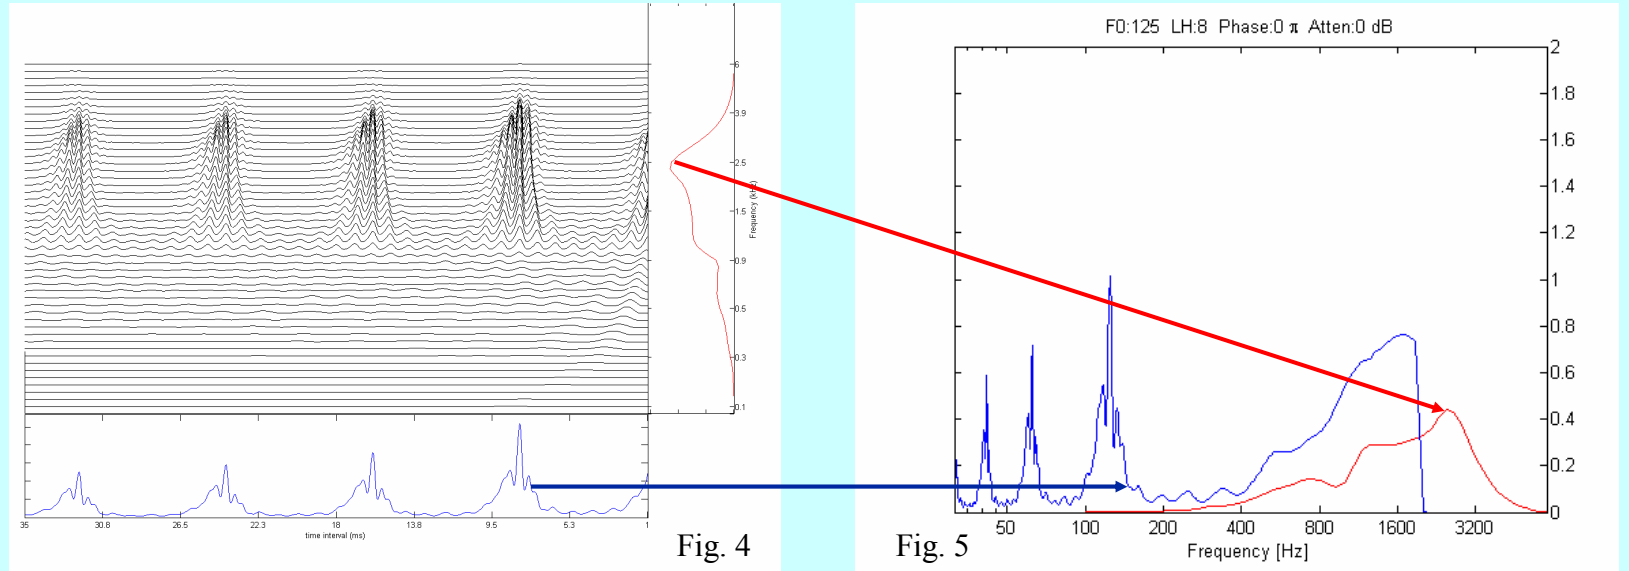 6
3.9
2.5
1.5
Frequency (kHz)
0.9
0.5
0.3
0.1
35 30.8 26.5 22.3 18 13.8 9.5 5.3 1
time interval (ms)
Fig. 4
F0:125 LH:8 Phase:0 π Atten:0 dB
2
1.8
1.6
1.4
1.2
1
0.8
0.6
0.4
0.2
0
50 100 200 400 800 1600 3200
Frequency [Hz]
Fig. 5